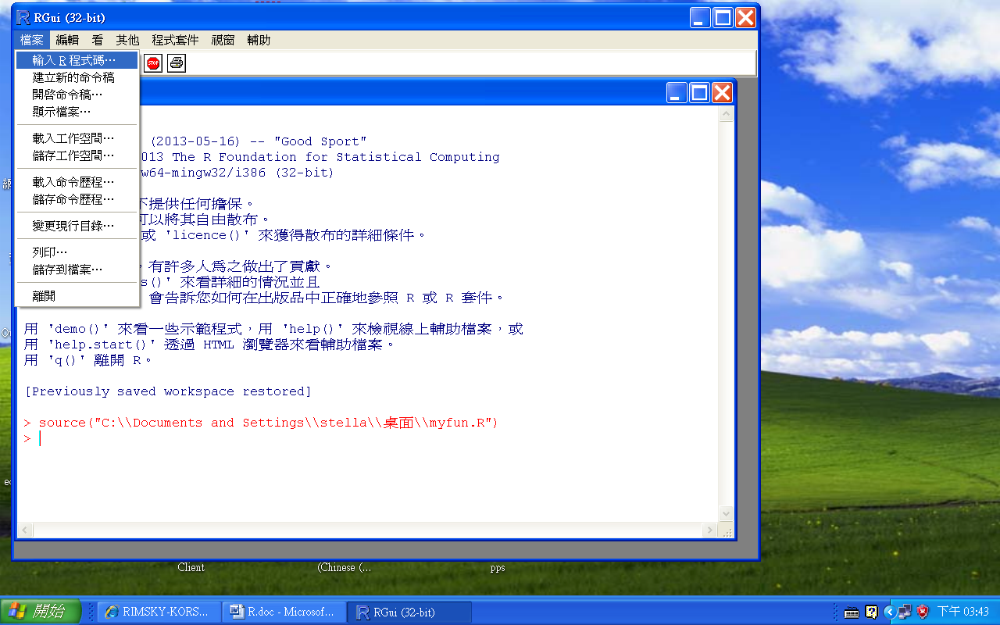 RGui (32-bit)
檔案 編輯 看 其他 程式套件 視窗 輔助
輸入 R 程式碼…
建立新的命令稿
開啓命令稿…
顯示檔案…
載入工作空間…
儲存工作空間…
載入命令歷程…
儲存命令歷程…
變更現行目錄…
列印…
儲存到檔案…
離開
STOP
(2013-05-16) -- "Good Sport"
013 The R Foundation for Statistical Computing
w64-mingw32/i386 (32-bit)
不提供任何擔保。
可以將其自由散布。
或 'licence()' 來獲得散布的詳細條件。
，有許多人為之做出了貢獻。
s()' 來看詳細的情況並且
會告訴您如何在出版品中正確地參照 R 或 R 套件。
用 'demo()' 來看一些示範程式，用 'help()' 來檢視線上輔助檔案，或
用 'help.start()' 透過 HTML 瀏覽器來看輔助檔案。
用 'q()' 離開 R。
[Previously saved workspace restored]
> source("C:\\Documents and Settings\\stella\\桌面\\myfun.R")
>
Client
(Chinese (...
pps
開始
RIMSKY-KORS...
R.doc - Microsof...
RGui (32-bit)
下午 03:43